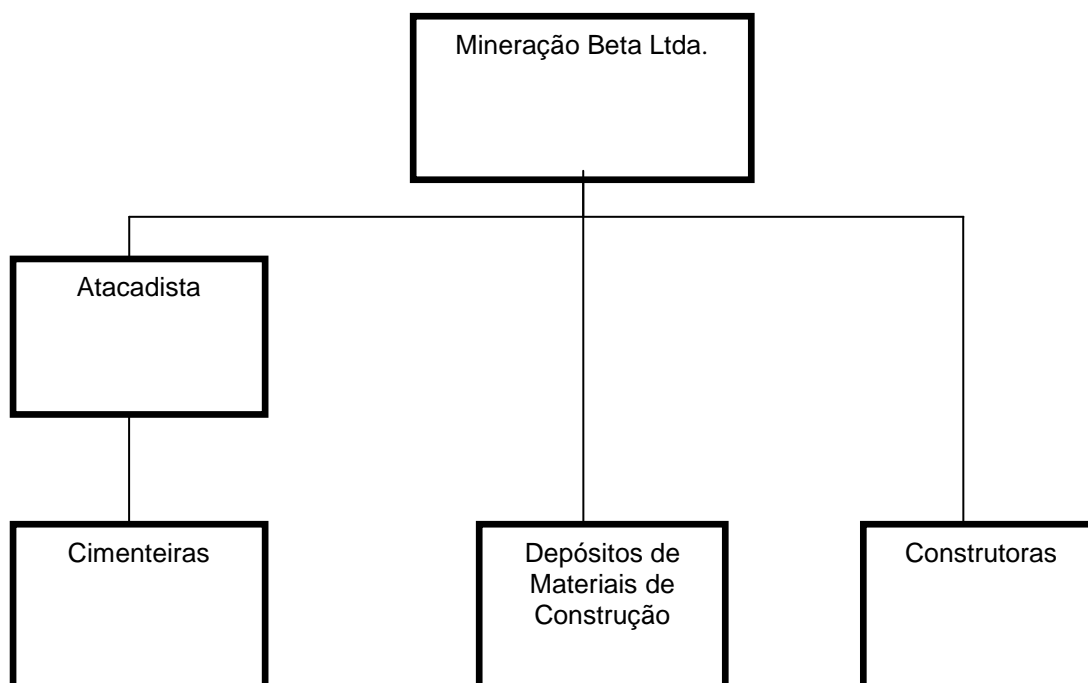 Mineração Beta Ltda.
Atacadista
Cimenteiras
Depósitos de
Materiais de
Construção
Construtoras